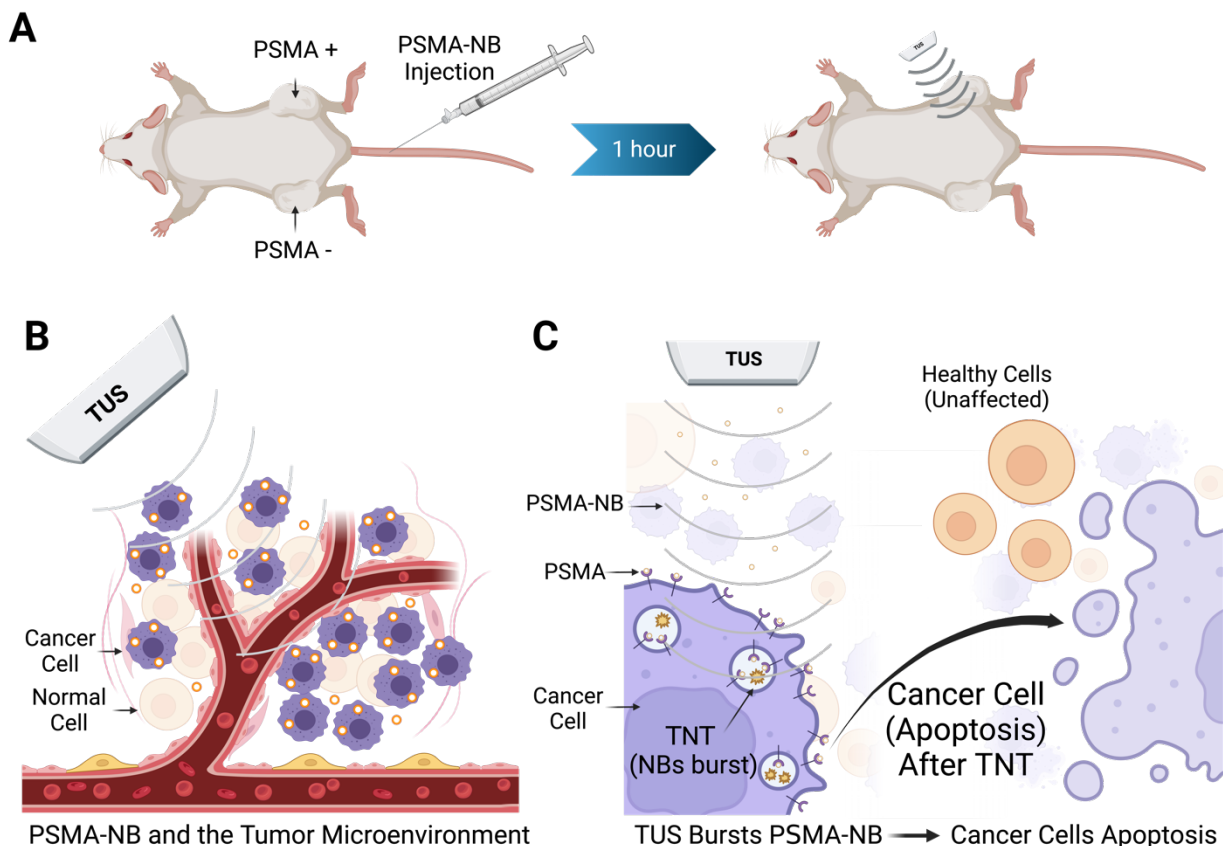 A
PSMA +
PSMA-NB
Injection
PSMA -
1 hour
TUS
B
TUS
Cancer
Cell
Normal
Cell
PSMA-NB and the Tumor Microenvironment
C
TUS
Healthy Cells
(Unaffected)
PSMA-NB
PSMA
Cancer
Cell
TNT
(NBs burst)
Cancer Cell
(Apoptosis)
After TNT
TUS Bursts PSMA-NB → Cancer Cells Apoptosis